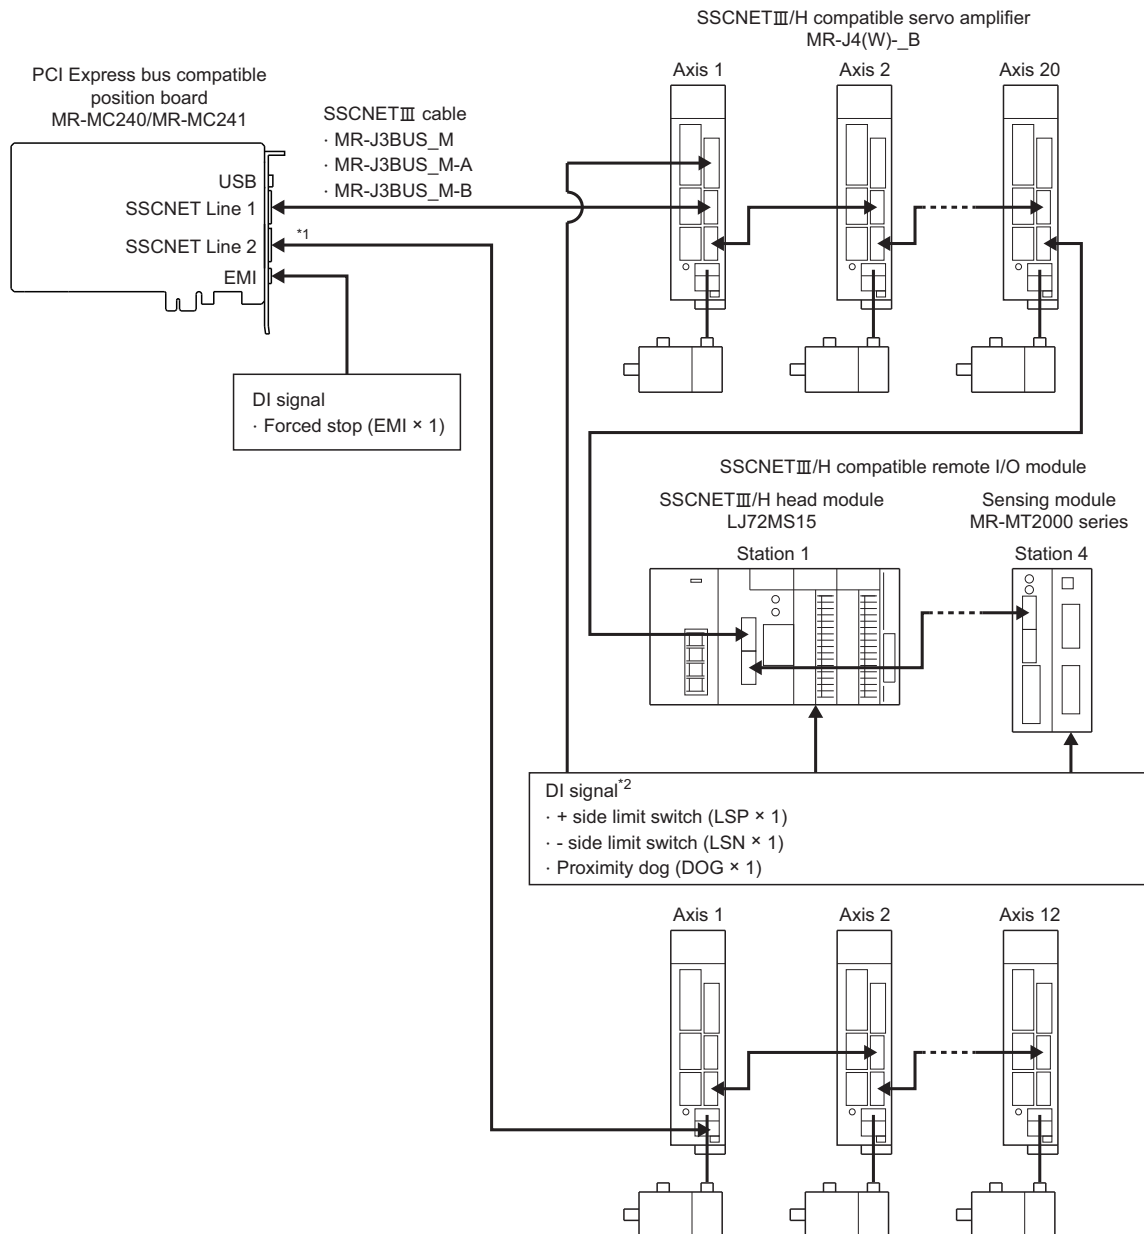 SSCNETⅢ/H compatible servo amplifier
MR-J4(W)-_B
Axis 1
Axis 2
Axis 20
PCI Express bus compatible
position board
MR-MC240/MR-MC241
SSCNETⅢ cable
· MR-J3BUS_M
· MR-J3BUS_M-A
· MR-J3BUS_M-B
USB
SSCNET Line 1
SSCNET Line 2
*1
EMI
DI signal
· Forced stop (EMI × 1)
SSCNETⅢ/H compatible remote I/O module
SSCNETⅢ/H head module
LJ72MS15
Station 1
Sensing module
MR-MT2000 series
Station 4
DI signal*2
· + side limit switch (LSP × 1)
· - side limit switch (LSN × 1)
· Proximity dog (DOG × 1)
Axis 1
Axis 2
Axis 12